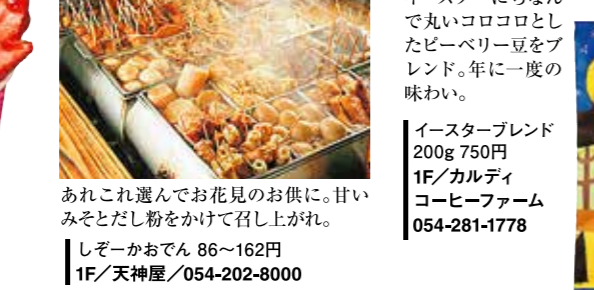 あれこれ選んでお花見のお供に。甘い
みそとだし粉をかけて召し上がれ。
しぞーかおでん 86〜162円
1F／天神屋／054-202-8000
で丸いコロコロとし
たピーベリー豆をブ
レンド。年に一度の
味わい。
イースターブレンド
200g 750円
1F／カルディ
コーヒーファーム
054-281-1778